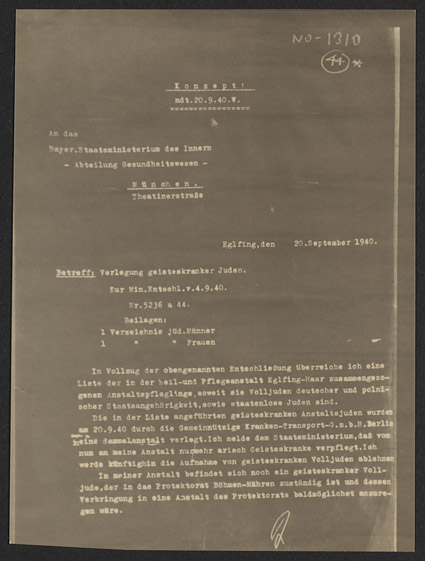 NO-1310
44 *
Konzept!
mdt.20.9.40.W.
An das
Bayer.Staatsministerium des Innern
- Abteilung Gesundheitswesen -
München.
Theatinerstraße
Eglfing,den 20.September 1940.
Betreff: Verlegung geisteskranker Juden.
Zur Min.Entschl.v.4.9.40.
Nr.5236 a 44.
Beilagen:
1 Verzeichnis jüd.Männer
1 " " Frauen
In Vollzug der obengenannten Entschließung überreiche ich eine
Liste der in der Heil-und Pflegeanstalt Eglfing-Haar zusammengezo-
genen Anstaltspfleglinge,soweit sie Volljuden deutscher und polni-
scher Staatsangehörigkeit,sowie staatenlose Juden sind.
Die in der Liste angeführten geisteskranken Anstaltsjuden wurden
am 20.9.40 durch die Gemeinnützige Kranken-Transport-G.m.b.H.Berlin
in eine Sammelanstalt verlegt.Ich melde dem Staatsministerium,daß von
nun an meine Anstalt nurmehr arisch Geisteskranke verpflegt.Ich
werde künftighin die Aufnahme von geisteskranken Volljuden ablehnen
In meiner Anstalt befindet sich noch ein geisteskranker Voll-
jude,der in das Protektorat Böhmen-Mähren zuständig ist und dessen
Verbringung in eine Anstalt des Protektorats baldmöglichst anzure-
gen wäre.